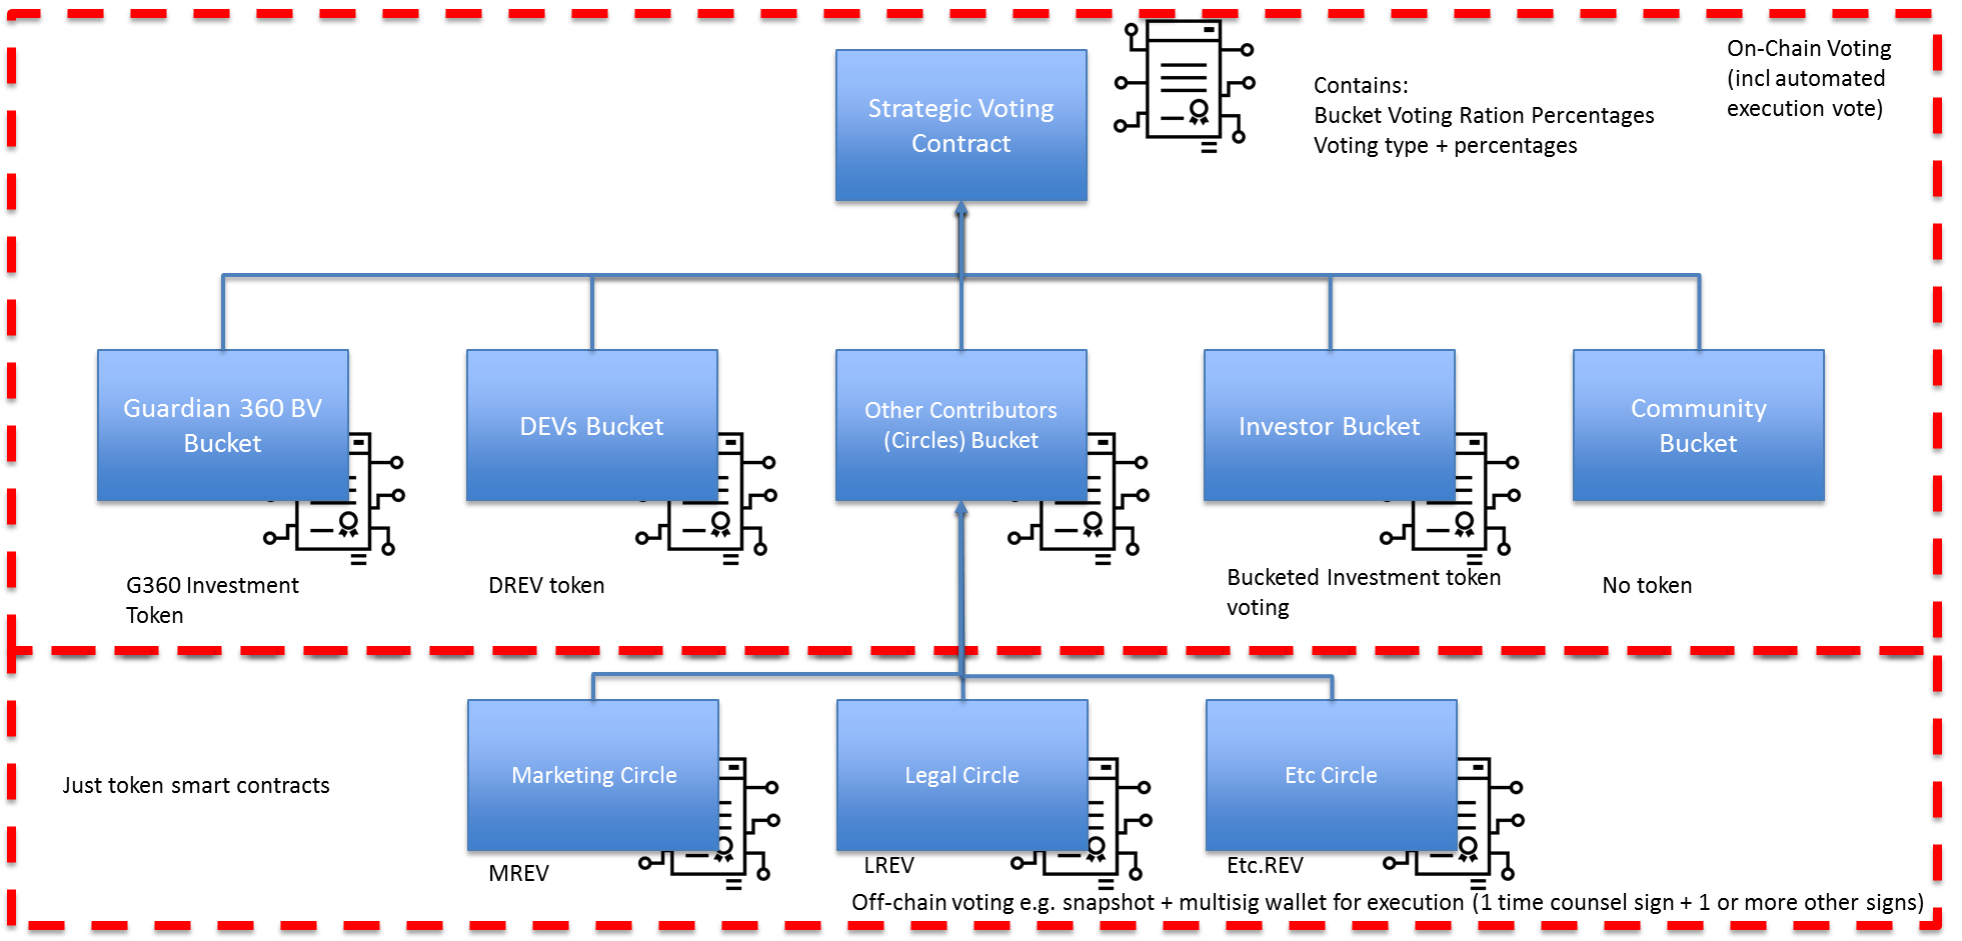 On-Chain Voting
(incl automated
execution vote)
Strategic Voting
Contract
Contains:
Bucket Voting Ration Percentages
Voting type + percentages
Guardian 360 BV
Bucket
DEVs Bucket
Other Contributors
(Circles) Bucket
Investor Bucket
Community
Bucket
G360 Investment
Token
DREV token
Bucketed Investment token
voting
No token
Just token smart contracts
Marketing Circle
Legal Circle
Etc Circle
MREV
LREV
Etc.REV
Off-chain voting e.g. snapshot + multisig wallet for execution (1 time counsel sign + 1 or more other signs)